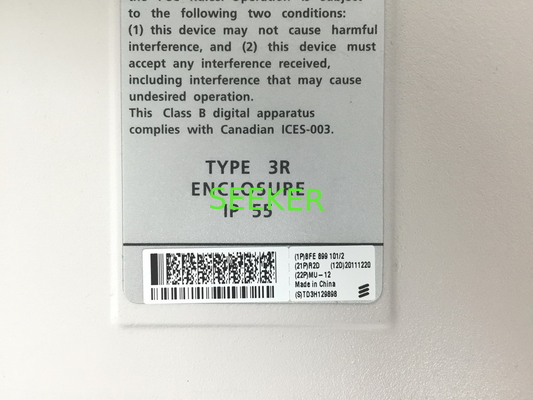 the FCC Rules. Operation is subject
to the following two conditions:
(1) this device may not cause harmful
interference, and (2) this device must
accept any interference received,
including interference that may cause
undesired operation.
This Class B digital apparatus
complies with Canadian ICES-003.
TYPE 3R
ENCLOSURE
SEEKER
IP 55
(1P)BFE 899 101/2
(21P)R2D (12D)20111220
(22P)MU-12
Made in China
(S)TD3H129898